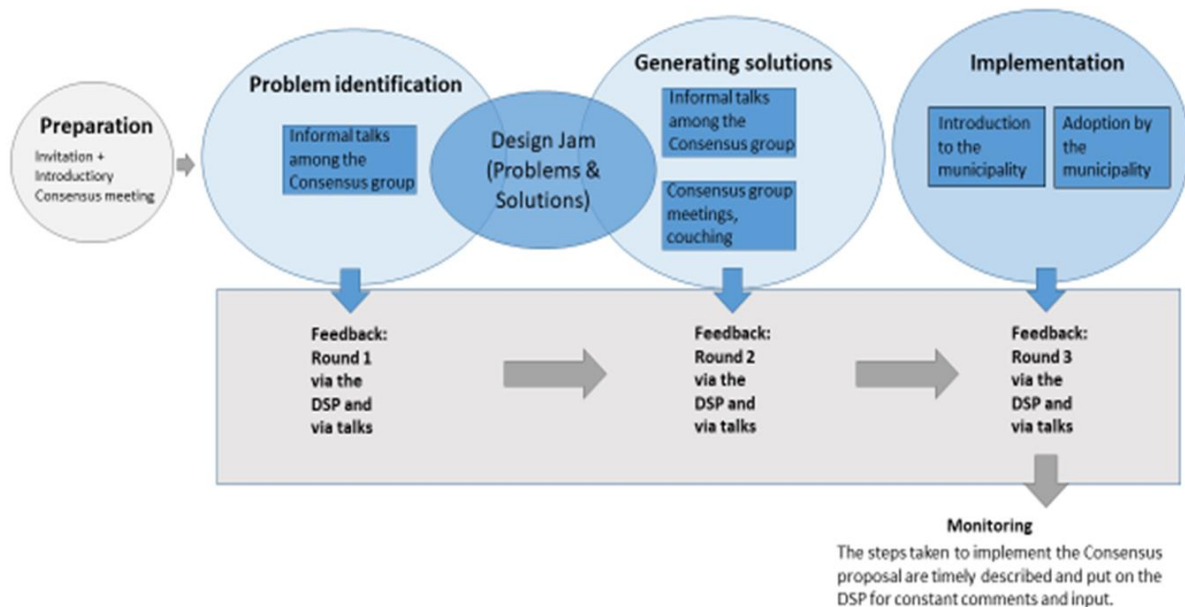 Preparation
Invitation +
Introductiory
Consensus meeting
Problem identification
Informal talks
among the
Consensus group
Design Jam
(Problems &
Solutions)
Generating solutions
Informal talks
among the
Consensus group
Consensus group
meetings,
couching
Implementation
Introduction
to the
municipality
Adoption by
the
municipality
Feedback:
Round 1
via the
DSP and
via talks
Feedback:
Round 2
via the
DSP and
via talks
Feedback:
Round 3
via the
DSP and
via talks
Monitoring
The steps taken to implement the Consensus
proposal are timely described and put on the
DSP for constant comments and input.